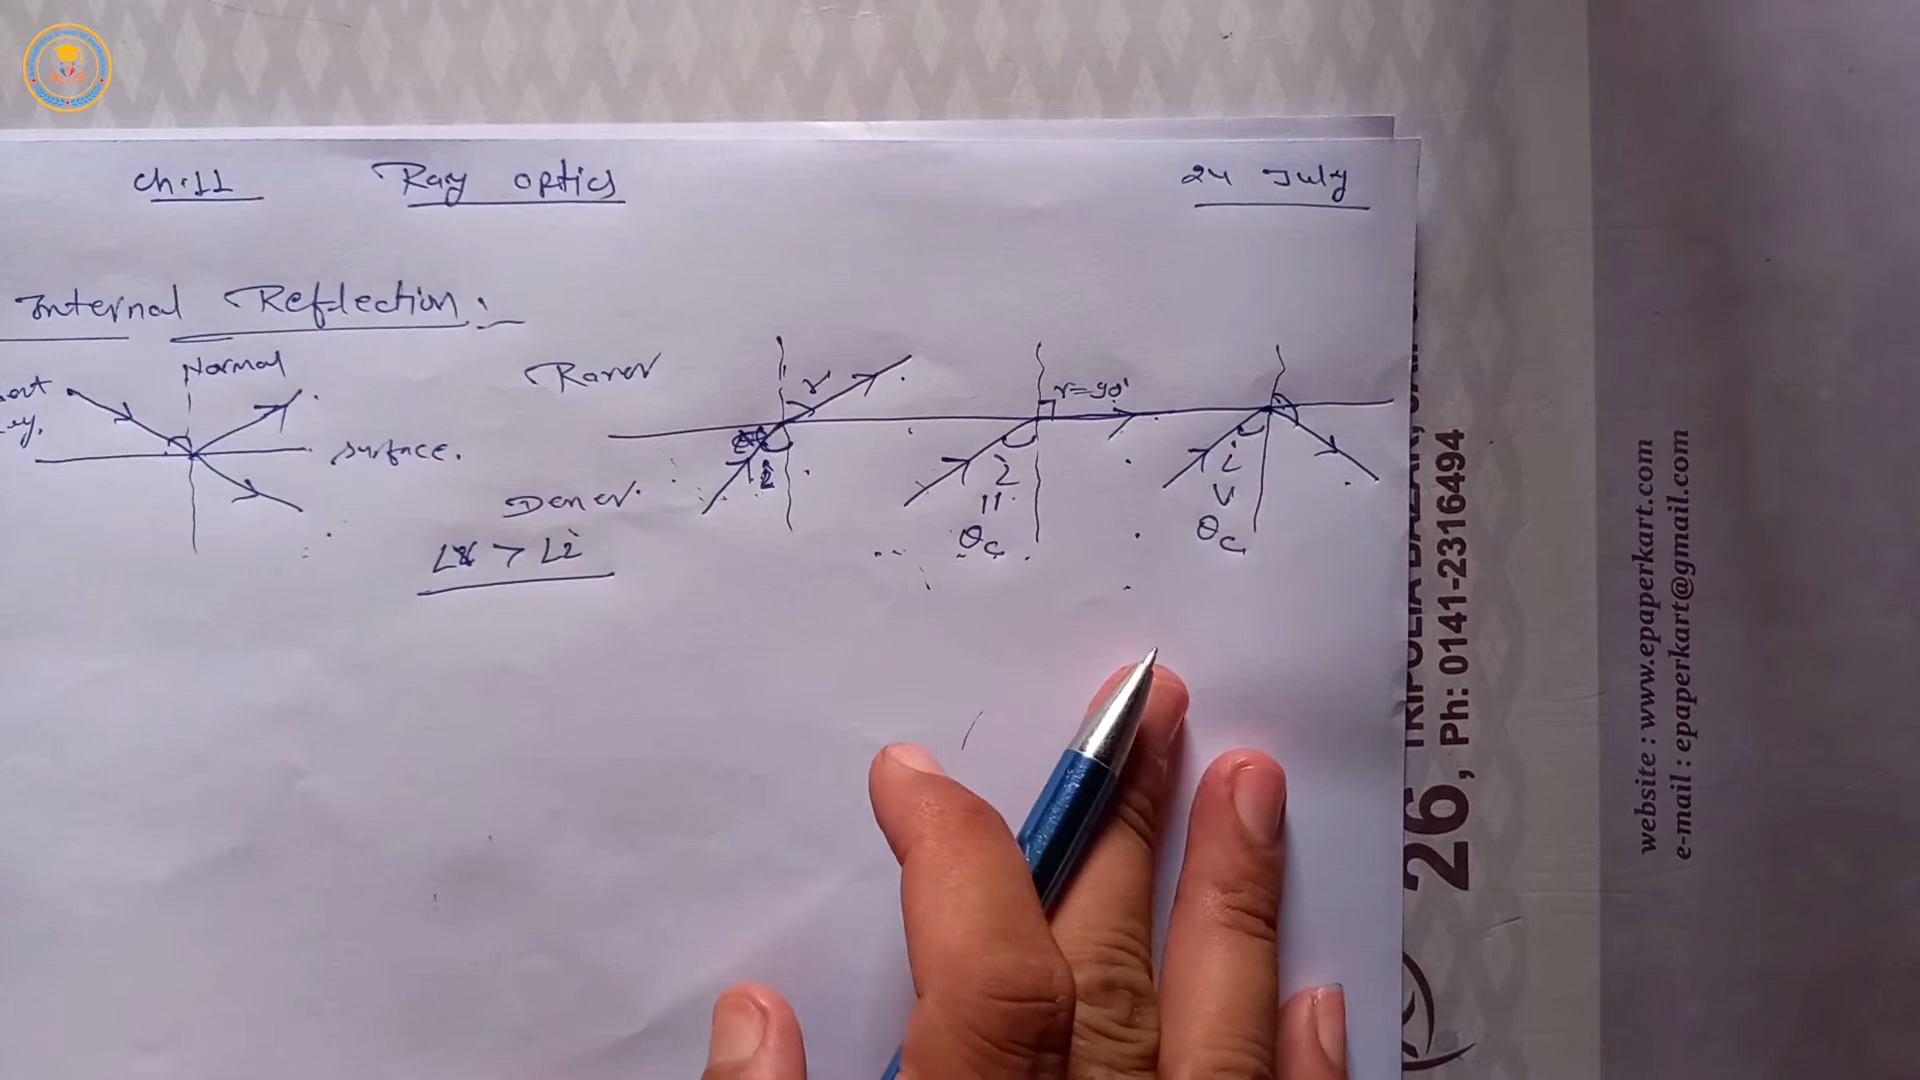 Ch:11 Ray optics 24 July
Internal Reflection :
Normal
surface.
Rarer
r
r=90°
Denser
i
i
i
||
∨
θc
θc
∠r > ∠i
26, TRIPOLIA BAZAR,
Ph: 0141-2316494
website : www.epaperkart.com
e-mail : epaperkart@gmail.com